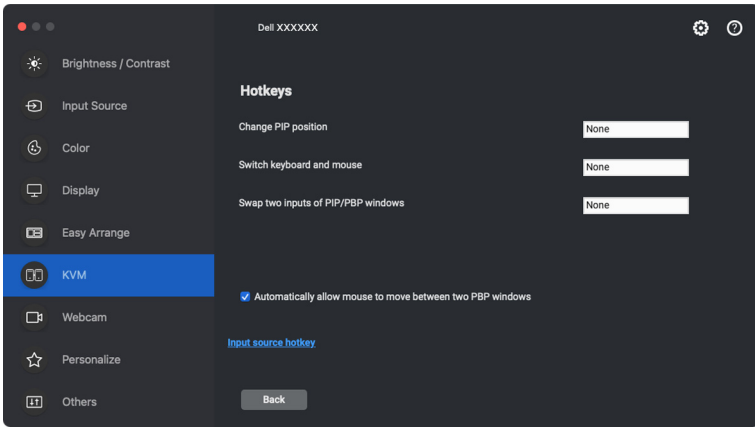 Dell XXXXXX
Brightness / Contrast
Input Source
Color
Display
Easy Arrange
KVM
Webcam
Personalize
Others
Hotkeys
Change PIP position
None
Switch keyboard and mouse
None
Swap two inputs of PIP/PBP windows
None
Automatically allow mouse to move between two PBP windows
Input source hotkey
Back